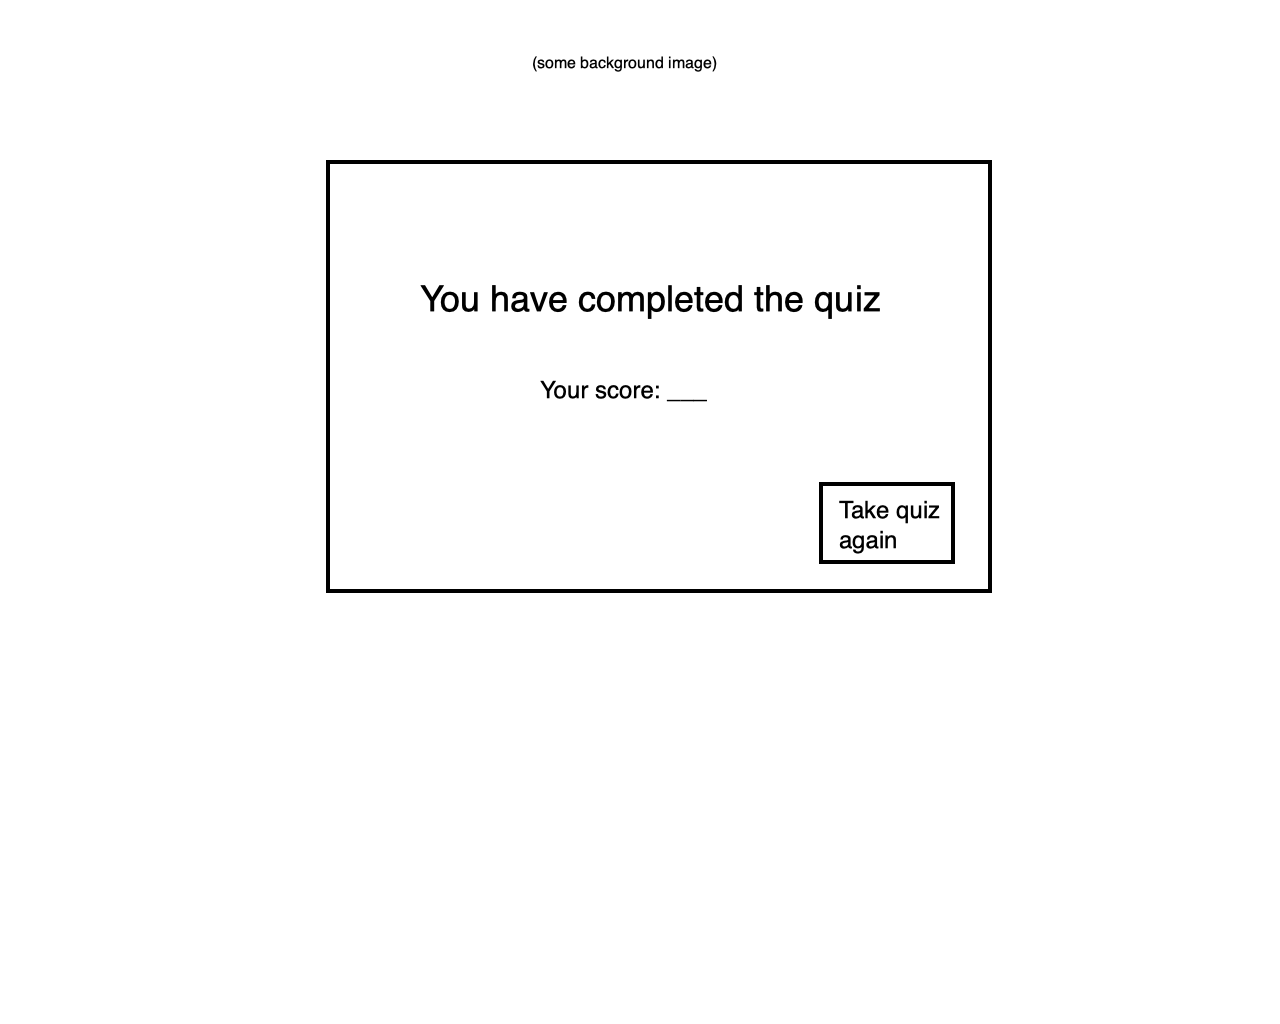 (some background image)
You have completed the quiz
Your score: ___
Take quiz
again